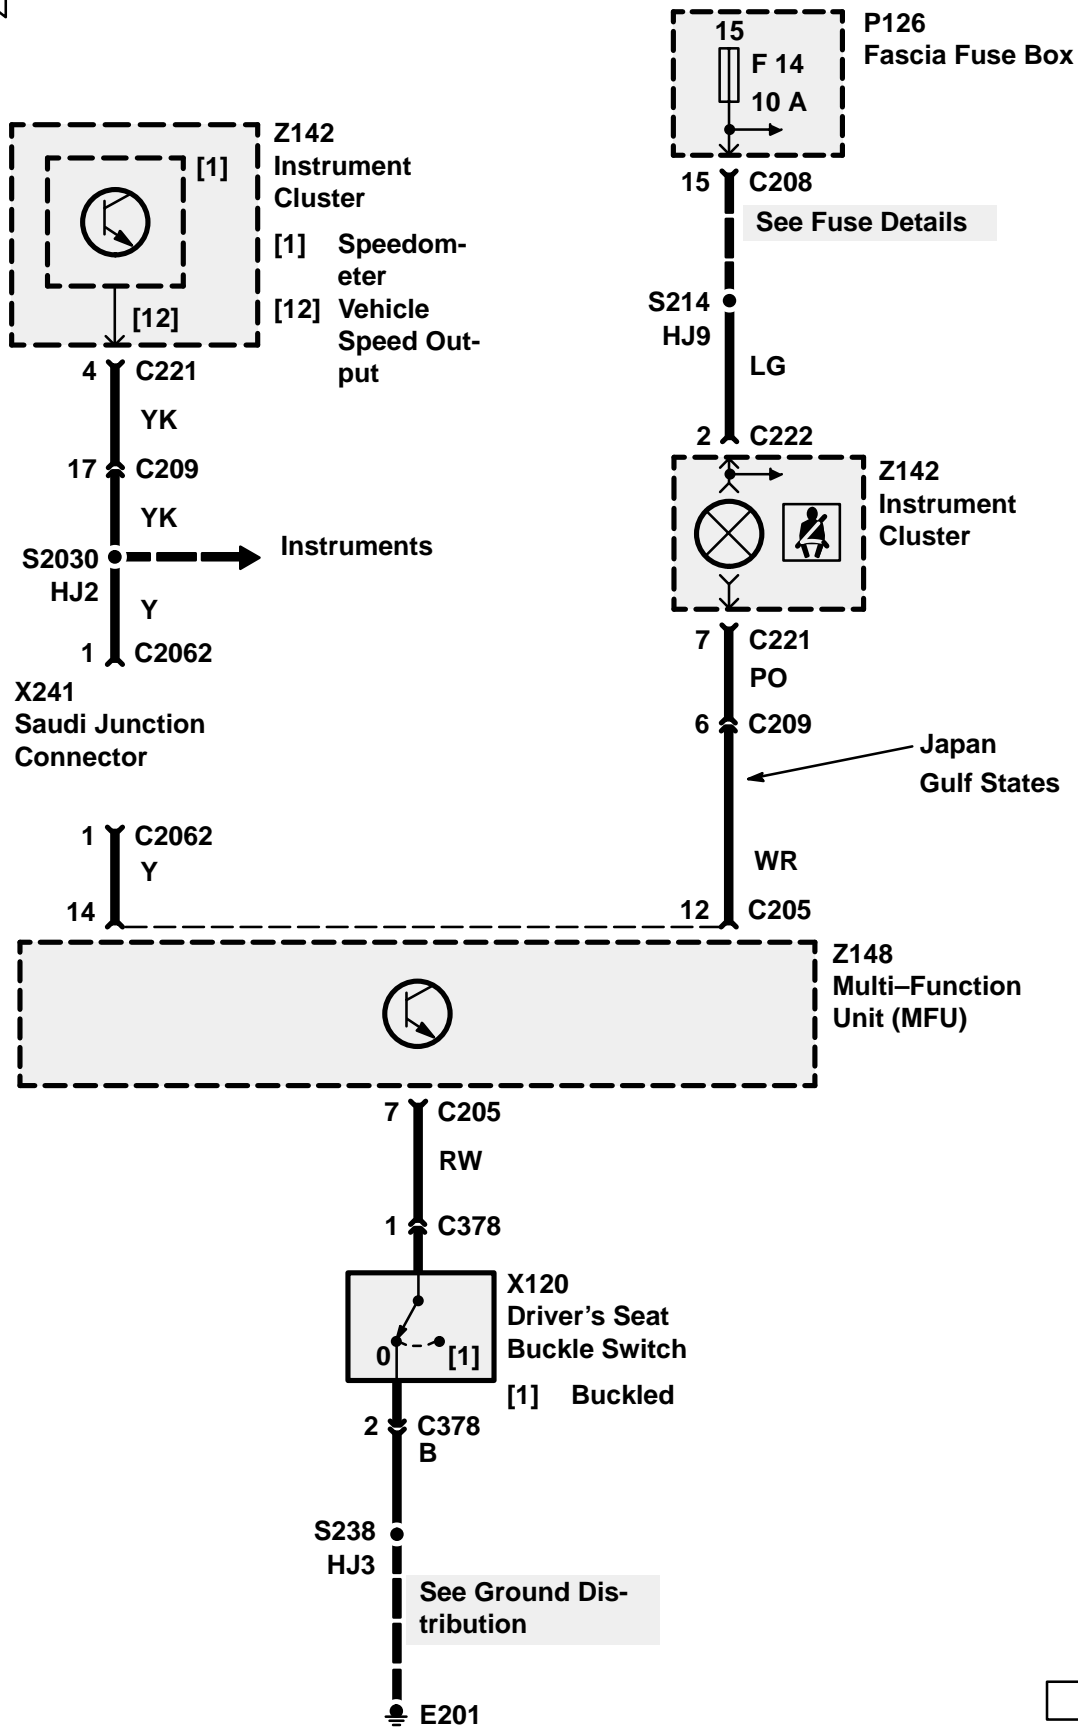 P126
Fascia Fuse Box
15
F 14
10 A
15 C208
See Fuse Details
S214
HJ9
LG
2 C222
Z142
Instrument
Cluster
7 C221
PO
6 C209
Japan
Gulf States
WR
12 C205
Z142
Instrument
Cluster
[1]
[1] Speedom-
eter
[12]
[12] Vehicle
Speed Out-
put
4 C221
YK
17 C209
YK
S2030
HJ2
Instruments
Y
1 C2062
X241
Saudi Junction
Connector
1 C2062
Y
14
Z148
Multi–Function
Unit (MFU)
7 C205
RW
1 C378
X120
Driver’s Seat
Buckle Switch
0 [1]
[1] Buckled
2 C378
B
S238
HJ3
See Ground Dis-
tribution
E201